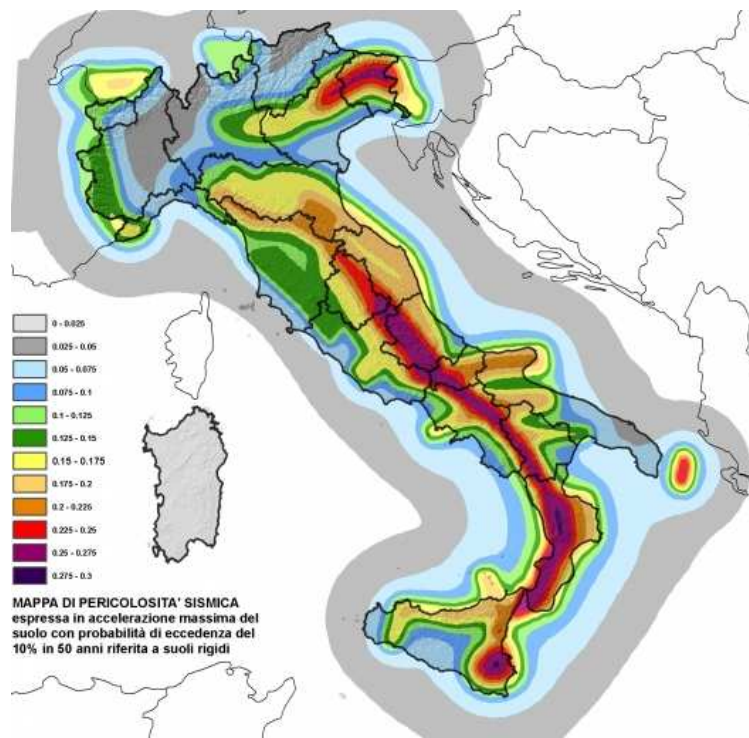 0 - 0.025
0.025 - 0.05
0.05 - 0.075
0.075 - 0.1
0.1 - 0.125
0.125 - 0.15
0.15 - 0.175
0.175 - 0.2
0.2 - 0.225
0.225 - 0.25
0.25 - 0.275
0.275 - 0.3
MAPPA DI PERICOLOSITA' SISMICA
espressa in accelerazione massima del
suolo con probabilità di eccedenza del
10% in 50 anni riferita a suoli rigidi